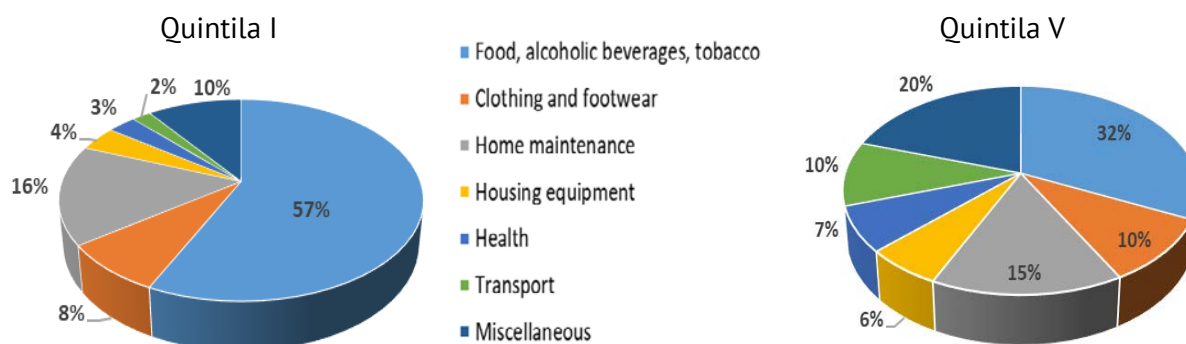 Quintila I
57%
8%
16%
4%
3%
2%
10%
Food, alcoholic beverages, tobacco
Clothing and footwear
Home maintenance
Housing equipment
Health
Transport
Miscellaneous
Quintila V
32%
10%
15%
6%
7%
10%
20%